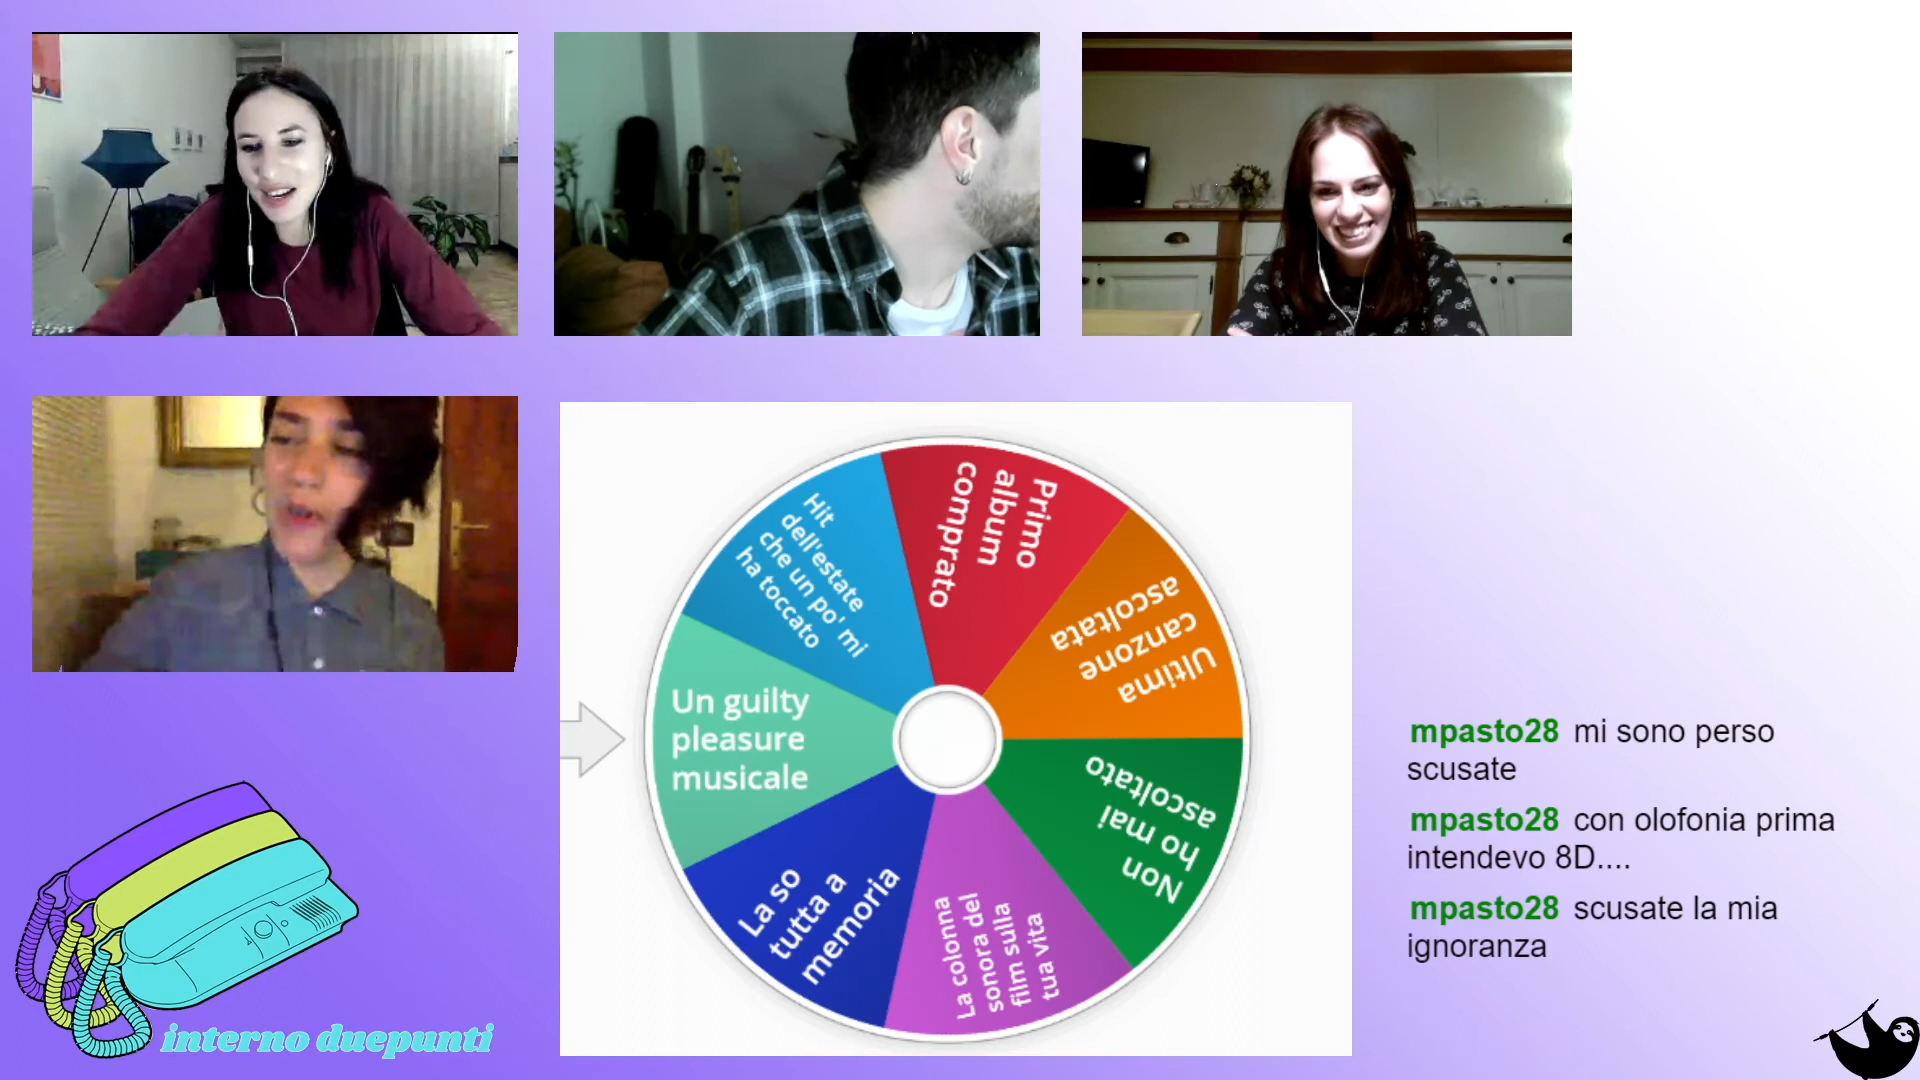 Primo
album
comprato
Ultima
canzone
ascoltata
Non
ho mai
ascoltato
La colonna
sonora del
film sulla
tua vita
La so
tutta a
memoria
Un guilty
pleasure
musicale
Hit
dell'estate
che un po' mi
ha toccato
mpasto28 mi sono perso
scusate
mpasto28 con olofonia prima
intendevo 8D....
mpasto28 scusate la mia
ignoranza
interno duepunti